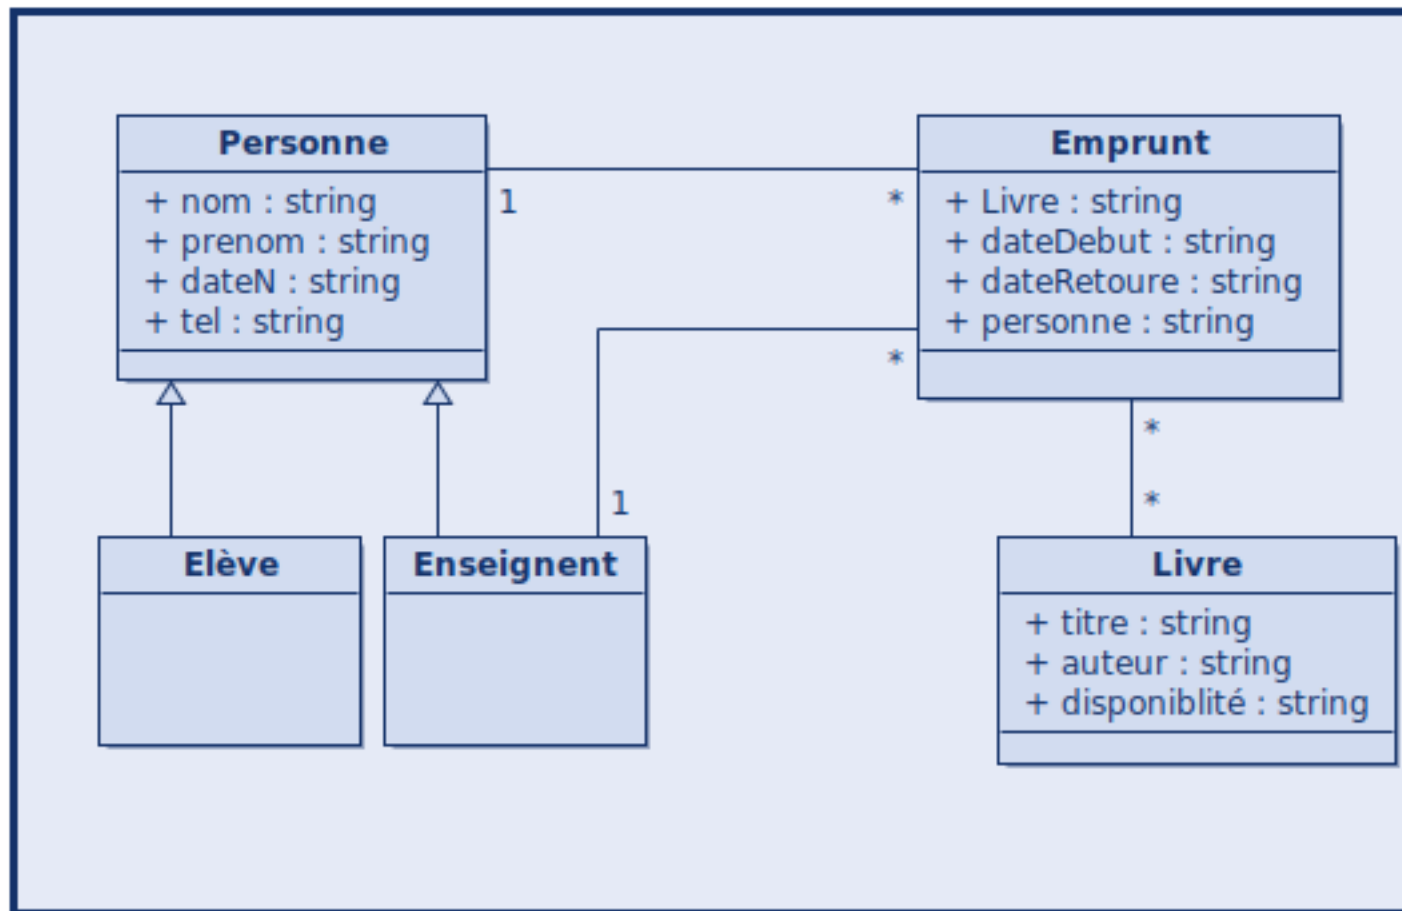 Personne
+ nom : string
+ prenom : string
+ dateN : string
+ tel : string
1
*
Emprunt
+ Livre : string
+ dateDebut : string
+ dateRetoure : string
+ personne : string
*
1
*
*
Elève
Enseignent
Livre
+ titre : string
+ auteur : string
+ disponiblité : string